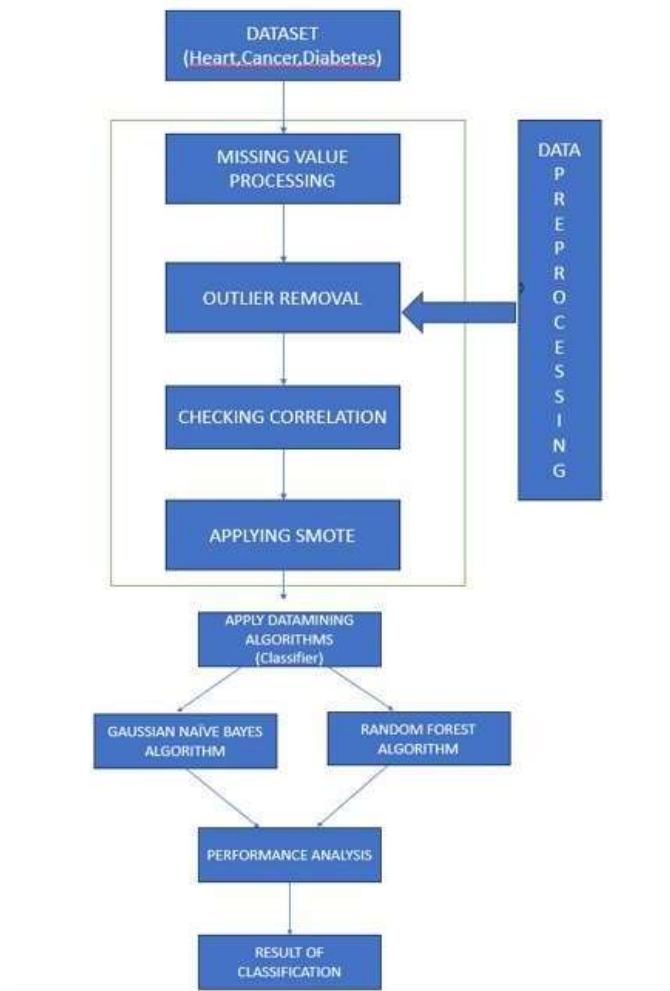 DATASET
(Heart,Cancer,Diabetes)
MISSING VALUE
PROCESSING
DATA
P
R
E
P
R
O
C
E
S
S
I
N
G
OUTLIER REMOVAL
CHECKING CORRELATION
APPLYING SMOTE
APPLY DATAMINING
ALGORITHMS
(Classifier)
GAUSSIAN NAÏVE BAYES
ALGORITHM
RANDOM FOREST
ALGORITHM
PERFORMANCE ANALYSIS
RESULT OF
CLASSIFICATION